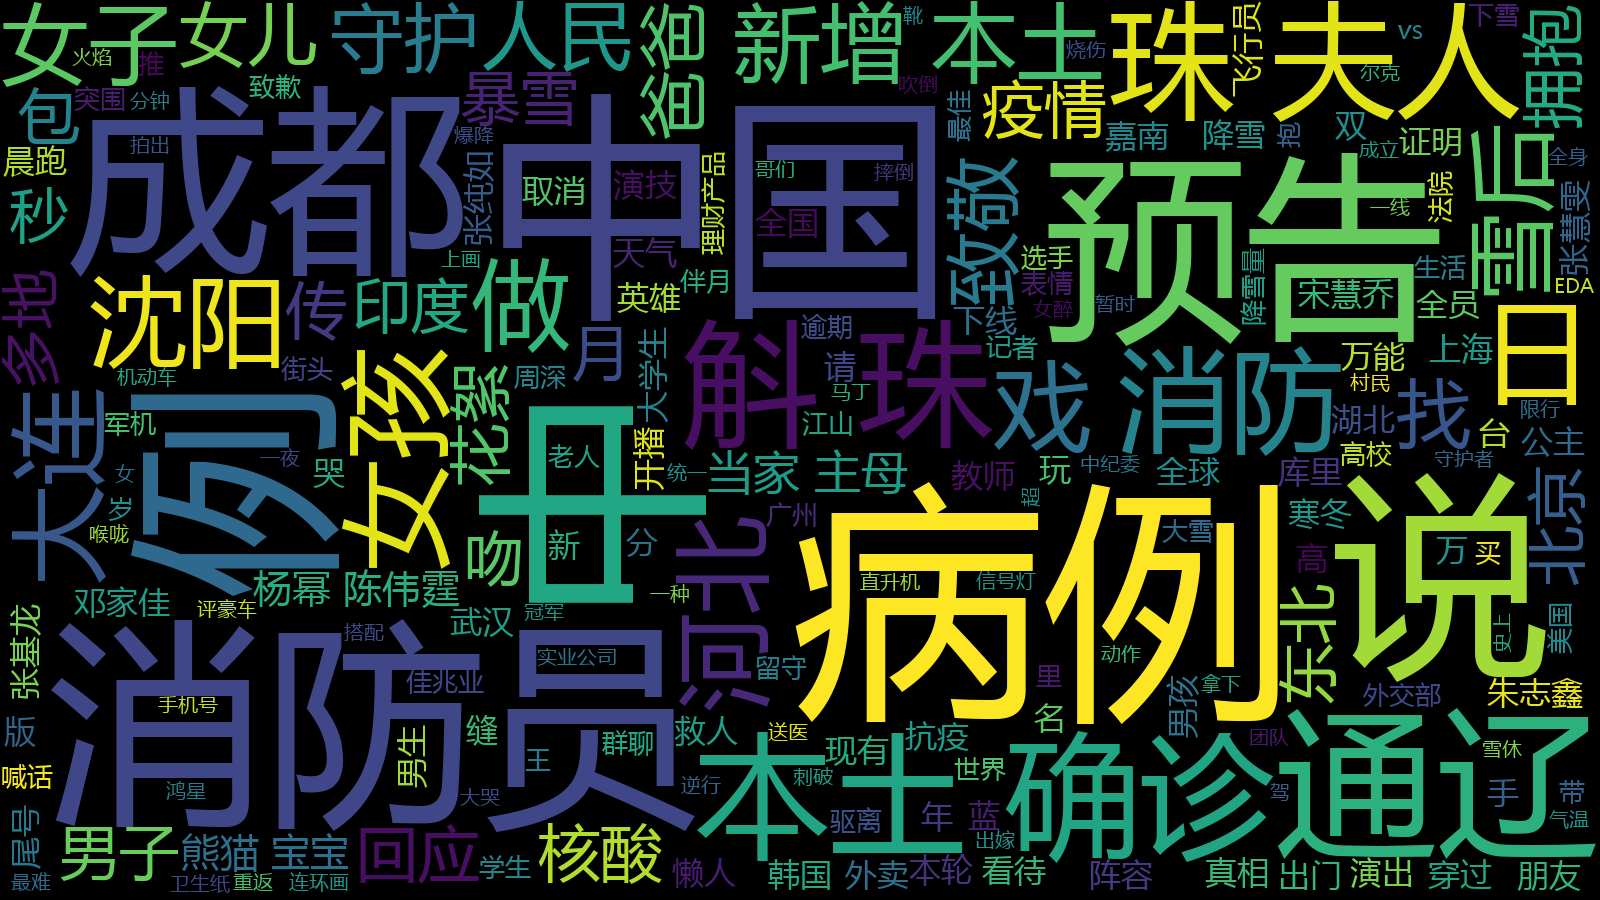 女子
女儿
守护
人民
爸爸
新增
本土
珠
夫人
飞行员
vs
下雪
拥抱
火焰
推
致歉
突围
分钟
包
暴雪
靴
烧伤
吹倒
疫情
尔克
晨跑
拍出
成都
中国
爆降
张纯如
取消
演技
理财产品
哥们
摔倒
全国
最佳
致敬
嘉南
降雪
抱
双
成立
证明
全身
预告
法院
一线
雪后
张慧雯
秒
上画
天气
伴月
英雄
选手
表情
女醉
暂时
降雪量
宋慧乔
生活
全员
EDA
多地
沈阳
传
印度
做
月
逾期
下线
记者
日
街头
机动车
周深
大学生
请
马丁
江山
斛珠
戏
消防
万能
上海
村民
湖北
找
限行
大连
军机
例
女孩
花絮
一夜
哭
女
岁
喉咙
开播
老人
统一
中
新
分
当家
主母
教师
玩
中纪委
全球
库里
高校
台
公主
守护者
广州
超
大雪
寒冬
说
北京
万
买
吻
河北
病例
直升机
信号灯
高
邓家佳
评豪车
杨幂
陈伟霆
武汉
冠军
一种
张基龙
消防员
搭配
实业公司
留守
里
动作
东北
史上
美国
手机号
佳兆业
男孩
拿下
外交部
朱志鑫
版
男生
缝
群聊
救人
送医
现有
抗疫
名
团队
雪休
喊话
鸿星
王
大哭
逆行
本土
刺破
世界
确诊
通辽
驾
手
带
气温
尾号
男子
熊猫
宝宝
回应
学生
核酸
驱离
年
蓝
出嫁
最难
卫生纸
重返
连环画
懒人
韩国
外卖
本轮
看待
阵容
真相
出门
演出
穿过
朋友